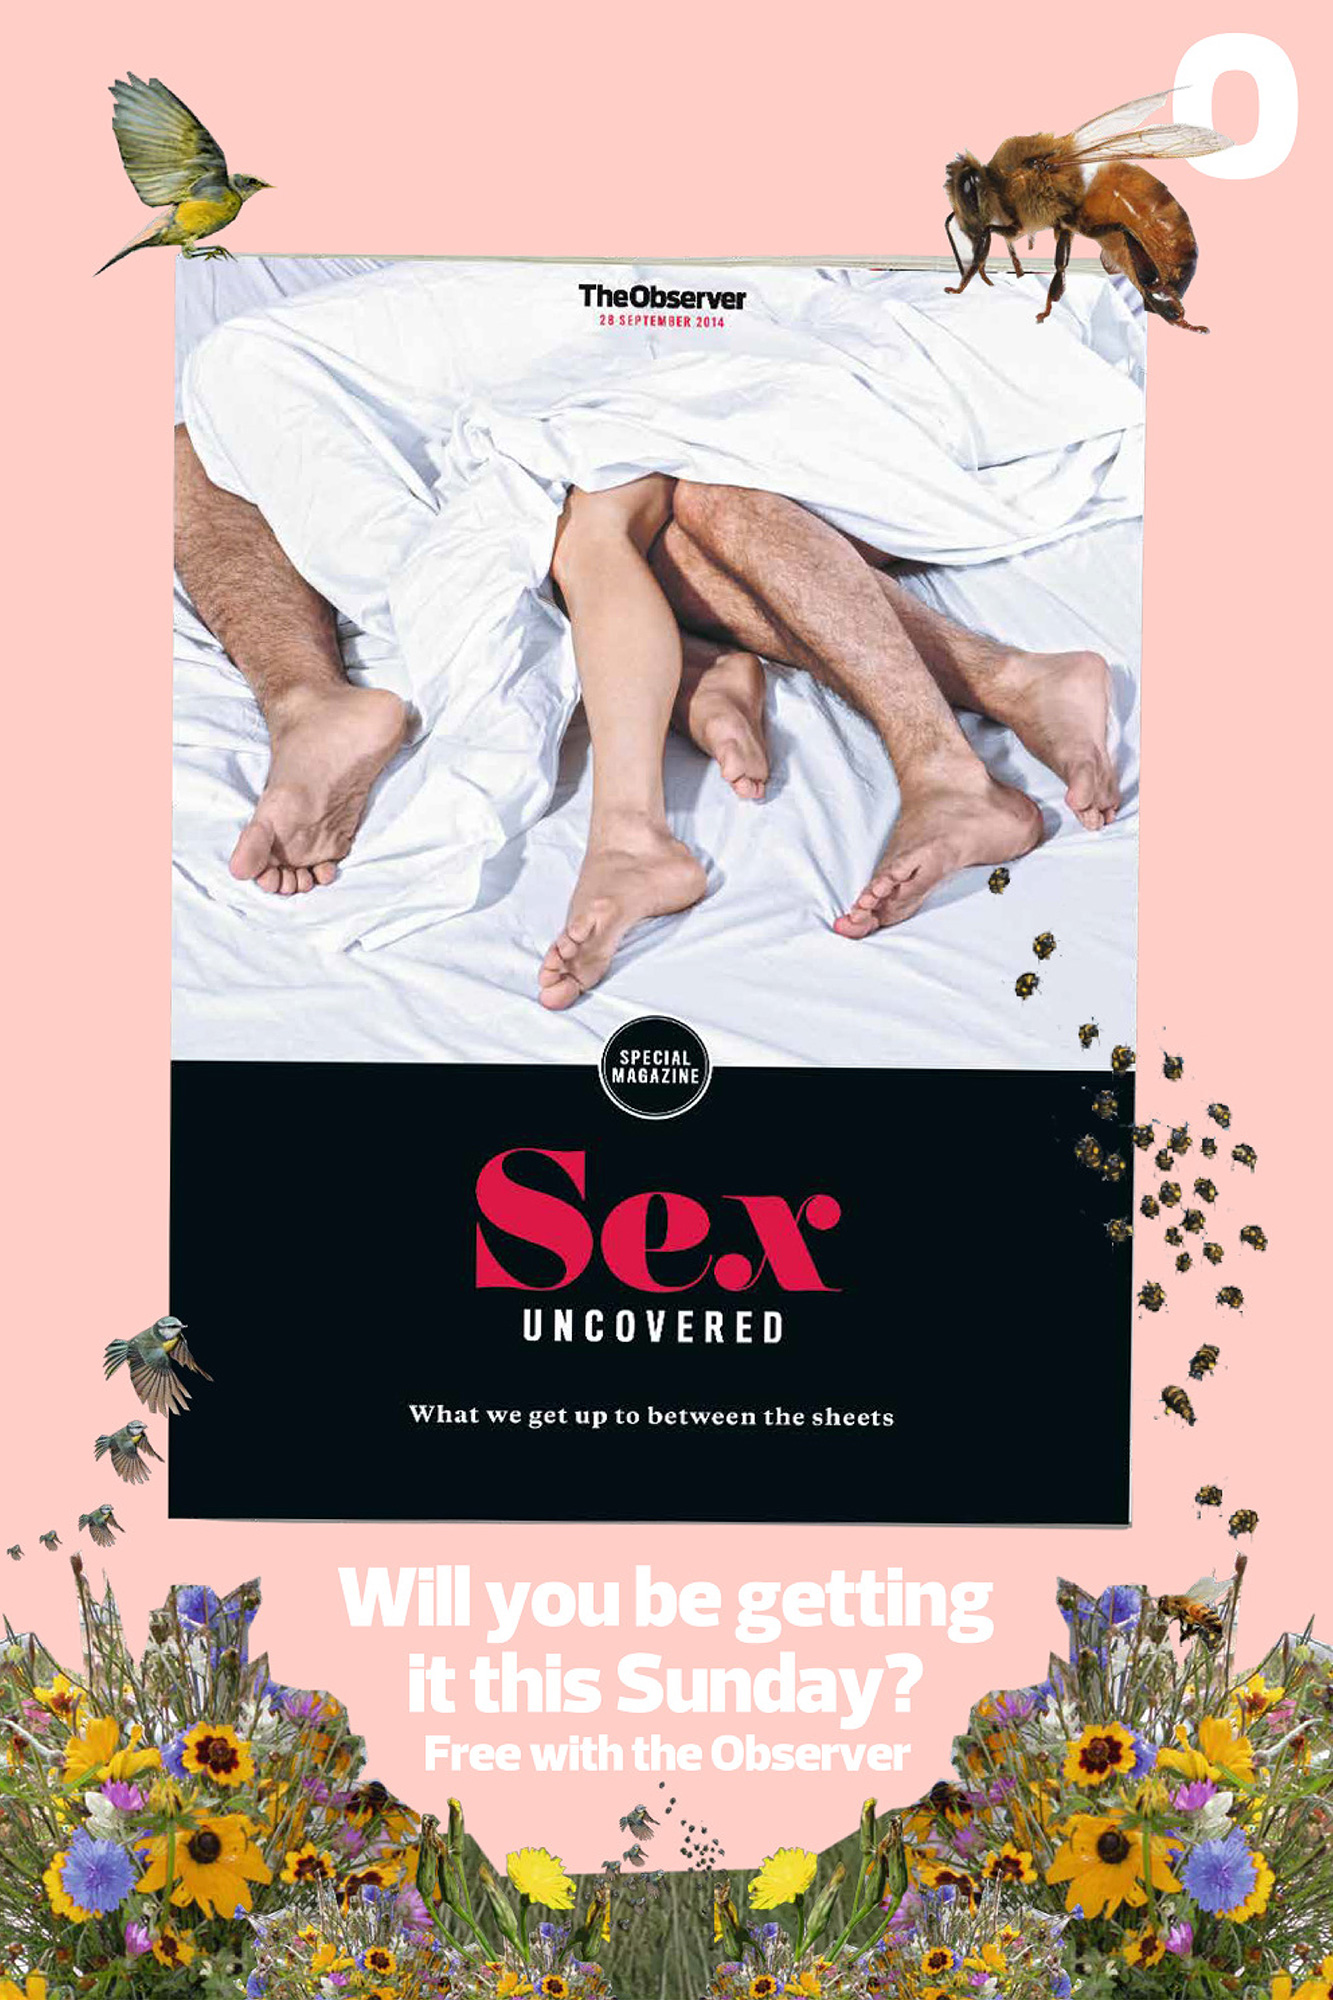 O
TheObserver
28 SEPTEMBER 2014
SPECIAL
MAGAZINE
Sex
UNCOVERED
What we get up to between the sheets
Will you be getting
it this Sunday?
Free with the Observer